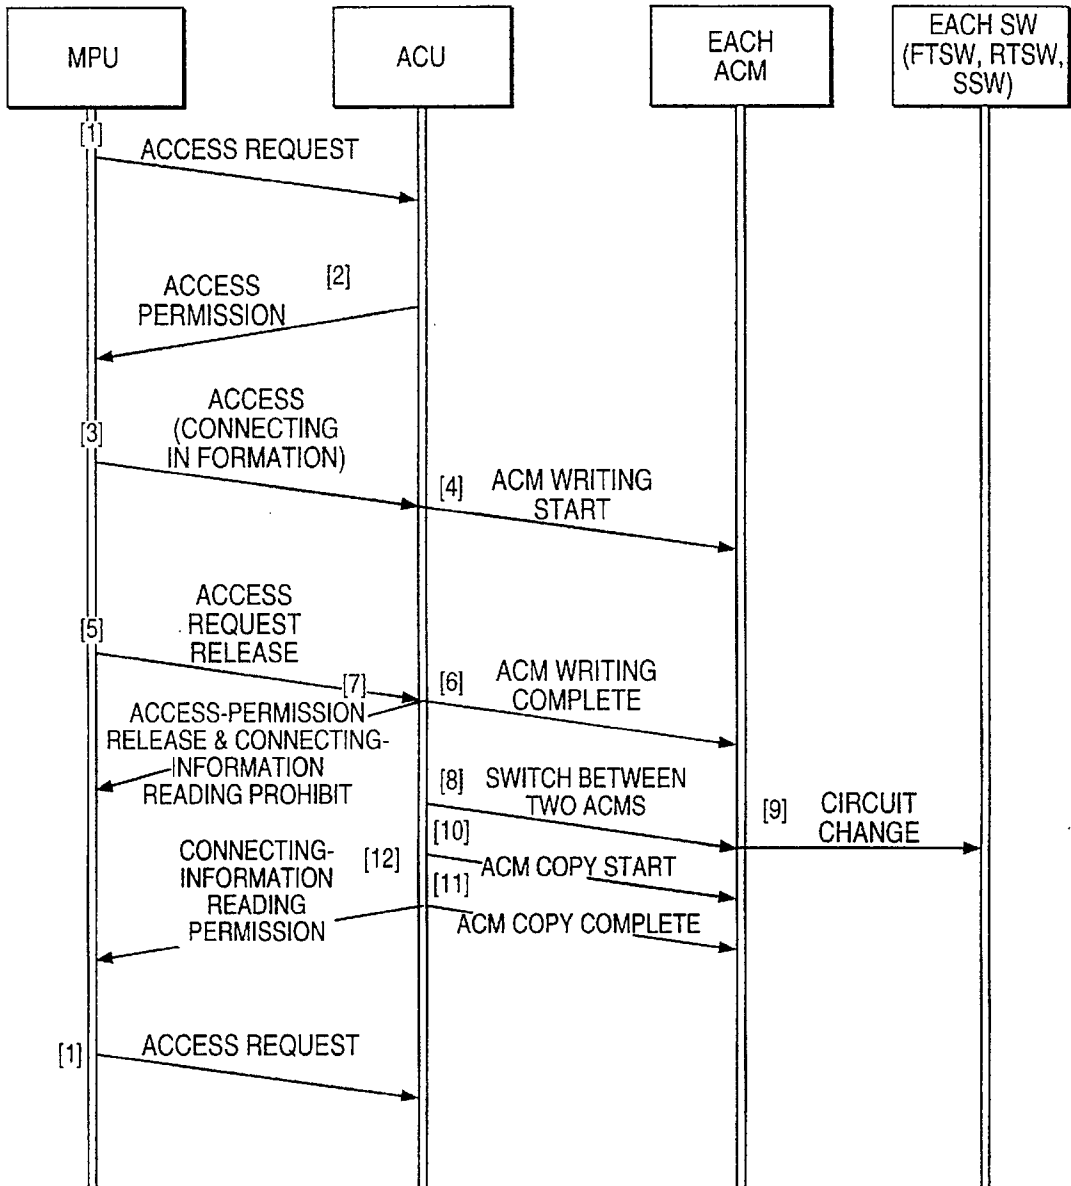 MPU
ACU
EACH
ACM
EACH SW
(FTSW, RTSW,
SSW)
[1]
ACCESS REQUEST
[2]
ACCESS
PERMISSION
[3]
ACCESS
(CONNECTING
IN FORMATION)
[4]
ACM WRITING
START
[5]
ACCESS
REQUEST
RELEASE
[6]
ACM WRITING
COMPLETE
[7]
ACCESS-PERMISSION
RELEASE & CONNECTING-
INFORMATION
READING PROHIBIT
[8]
SWITCH BETWEEN
TWO ACMS
[9]
CIRCUIT
CHANGE
[10]
ACM COPY START
[11]
ACM COPY COMPLETE
[12]
CONNECTING-
INFORMATION
READING
PERMISSION
[1]
ACCESS REQUEST